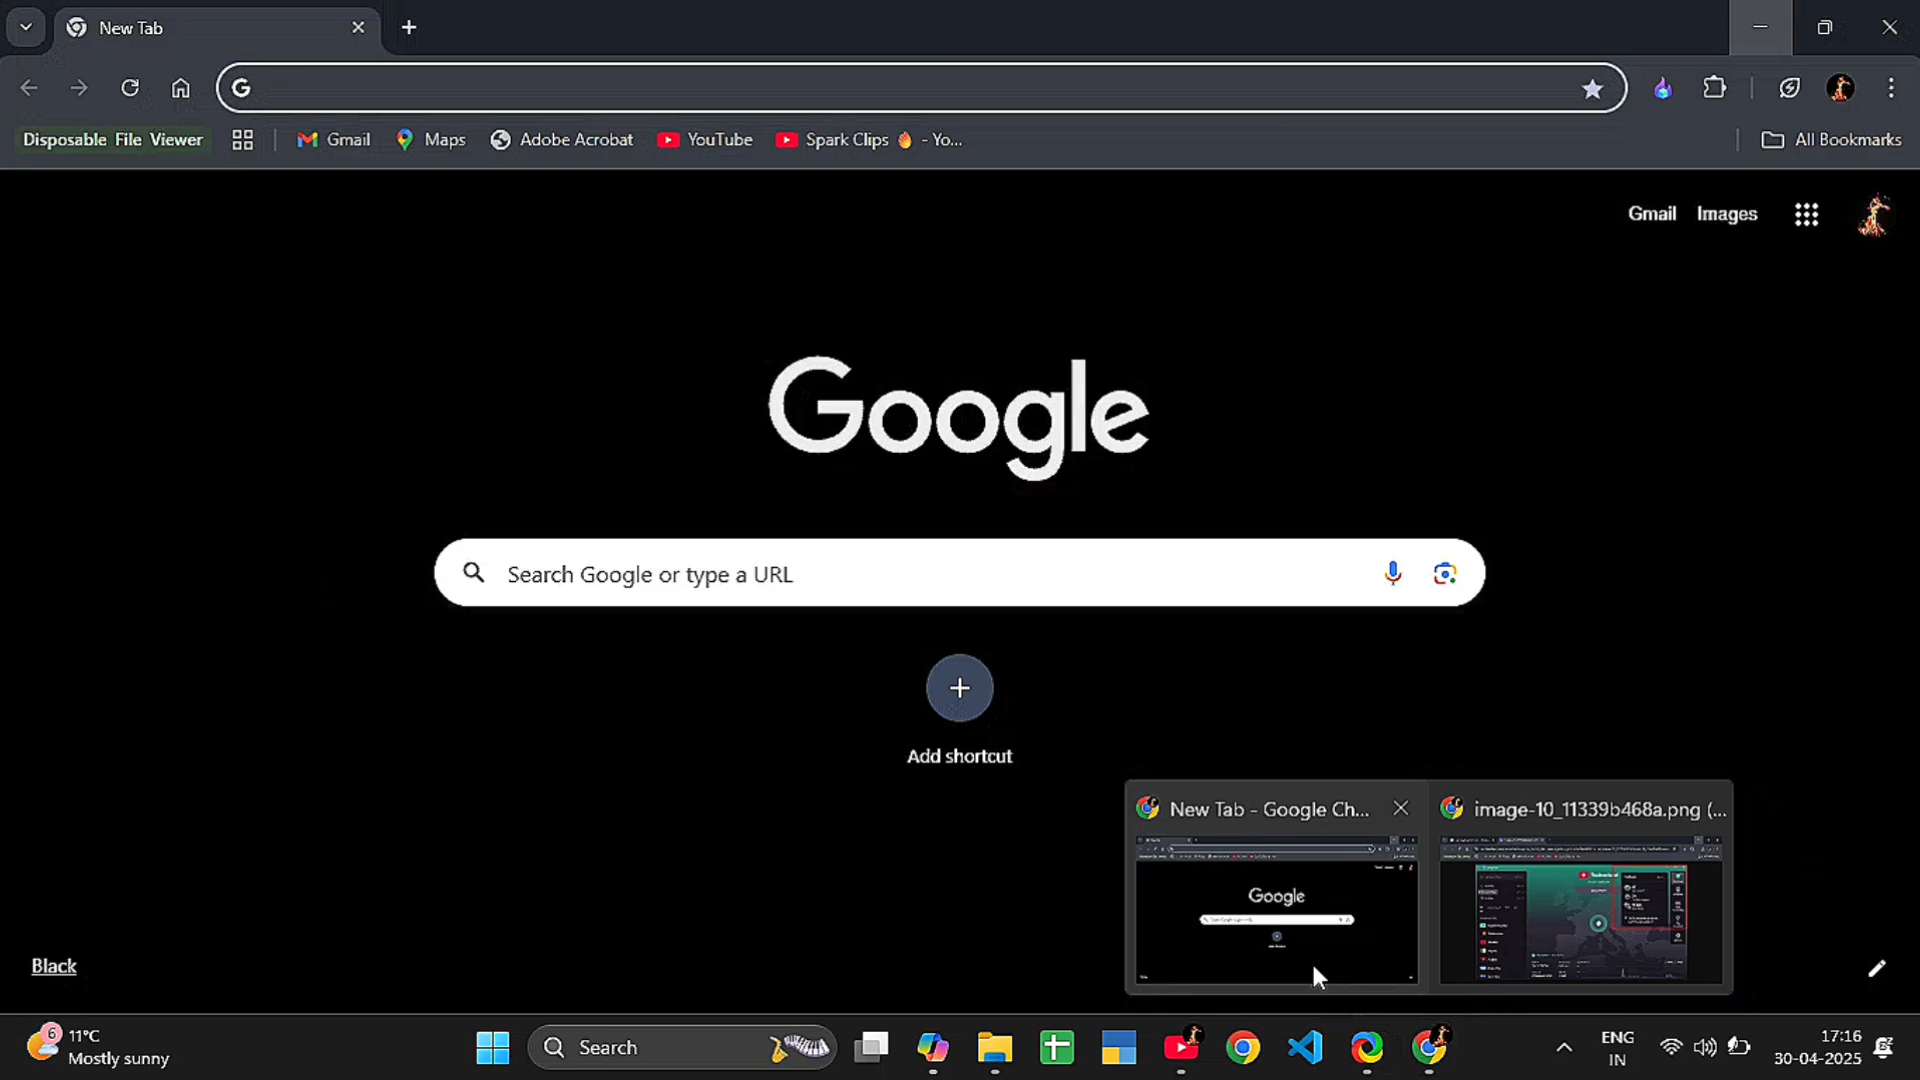 New Tab
Disposable File Viewer
Gmail
Maps
Adobe Acrobat
YouTube
Spark Clips 🔥 - Yo...
All Bookmarks
Gmail
Images
Google
Search Google or type a URL
Add shortcut
New Tab - Google Ch...
image-10_11339b468a.png (...
Google
Black
6
11°C
Mostly sunny
Search
ENG
IN
17:16
30-04-2025